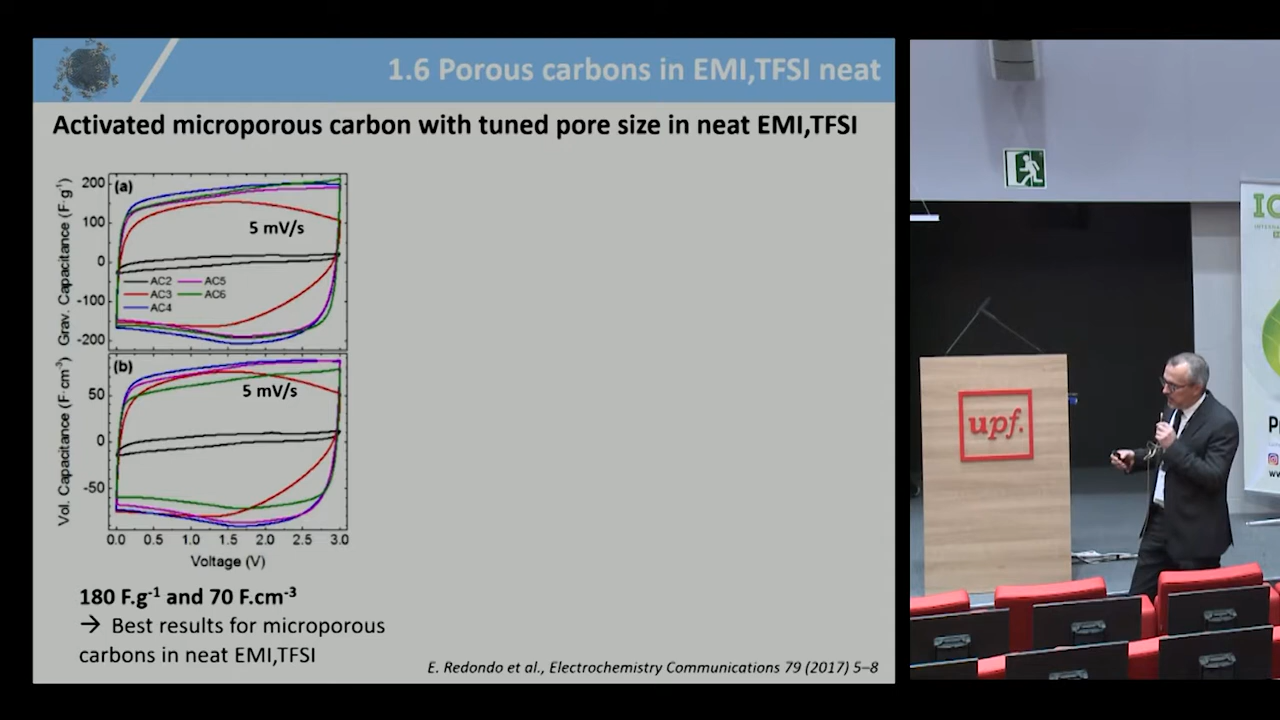 1.6 Porous carbons in EMI,TFSI neat
Activated microporous carbon with tuned pore size in neat EMI,TFSI
(a)
5 mV/s
Grav. Capacitance (F·g⁻¹)
200
100
0
-100
-200
AC2 AC5
AC3 AC6
AC4
(b)
5 mV/s
Vol. Capacitance (F·cm⁻³)
50
0
-50
0.0 0.5 1.0 1.5 2.0 2.5 3.0
Voltage (V)
180 F.g⁻¹ and 70 F.cm⁻³
→ Best results for microporous
carbons in neat EMI,TFSI
E. Redondo et al., Electrochemistry Communications 79 (2017) 5–8
upf.